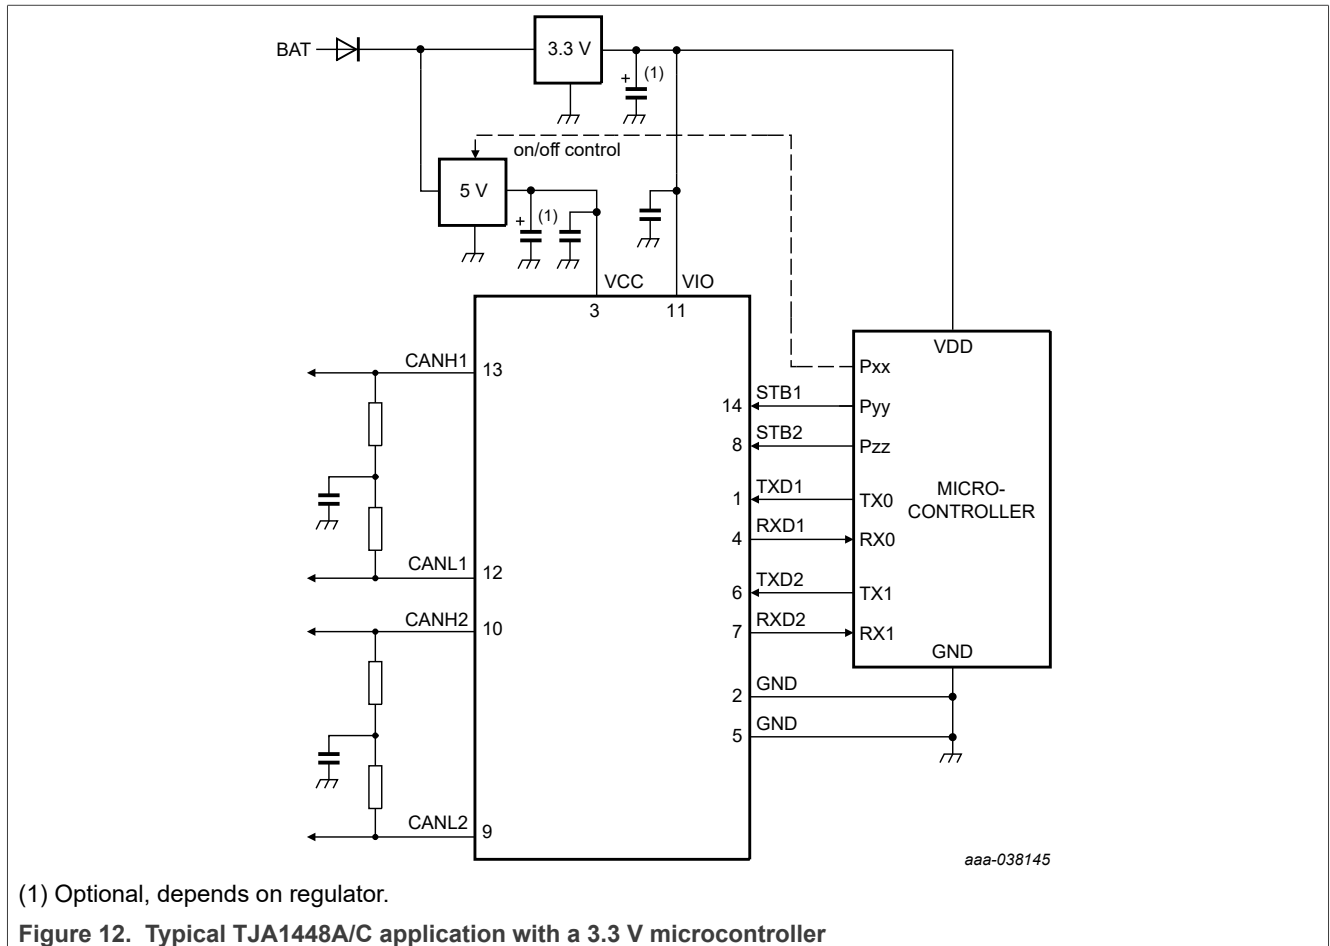 BAT
3.3 V
+
(1)
on/off control
5 V
+
(1)
VCC
VIO
3
11
VDD
CANH1
13
Pxx
14
STB1
Pyy
8
STB2
Pzz
1
TXD1
TX0
MICRO-
CONTROLLER
4
RXD1
RX0
CANL1
12
6
TXD2
TX1
CANH2
10
7
RXD2
RX1
GND
2
GND
5
GND
CANL2
9
aaa-038145
(1) Optional, depends on regulator.
Figure 12. Typical TJA1448A/C application with a 3.3 V microcontroller